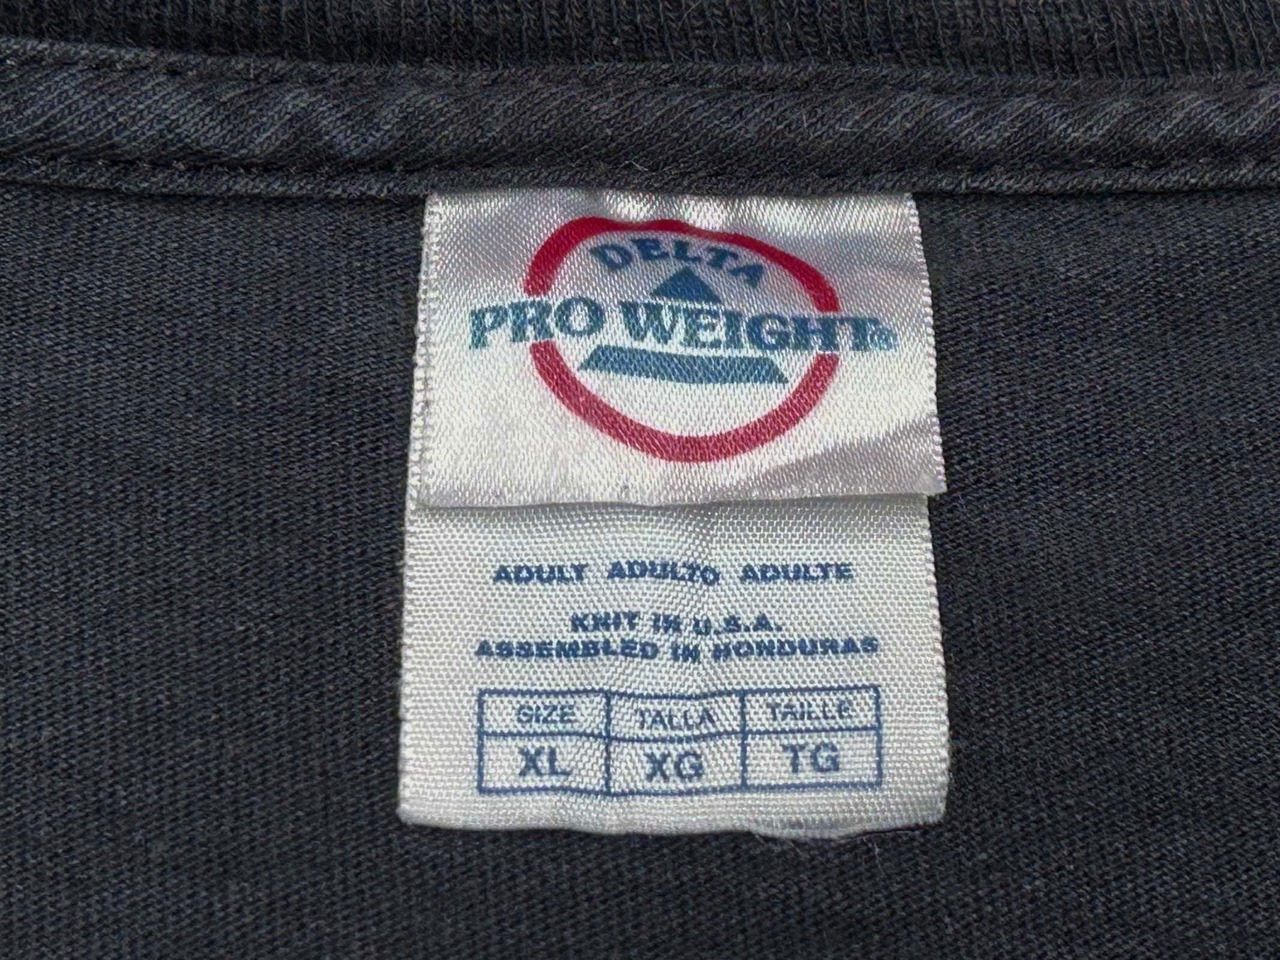 DELTA
PRO WEIGHT®
ADULT ADULTO ADULTE
KNIT IN U.S.A.
ASSEMBLED IN HONDURAS
SIZE TALLA TAILLE
XL XG TG